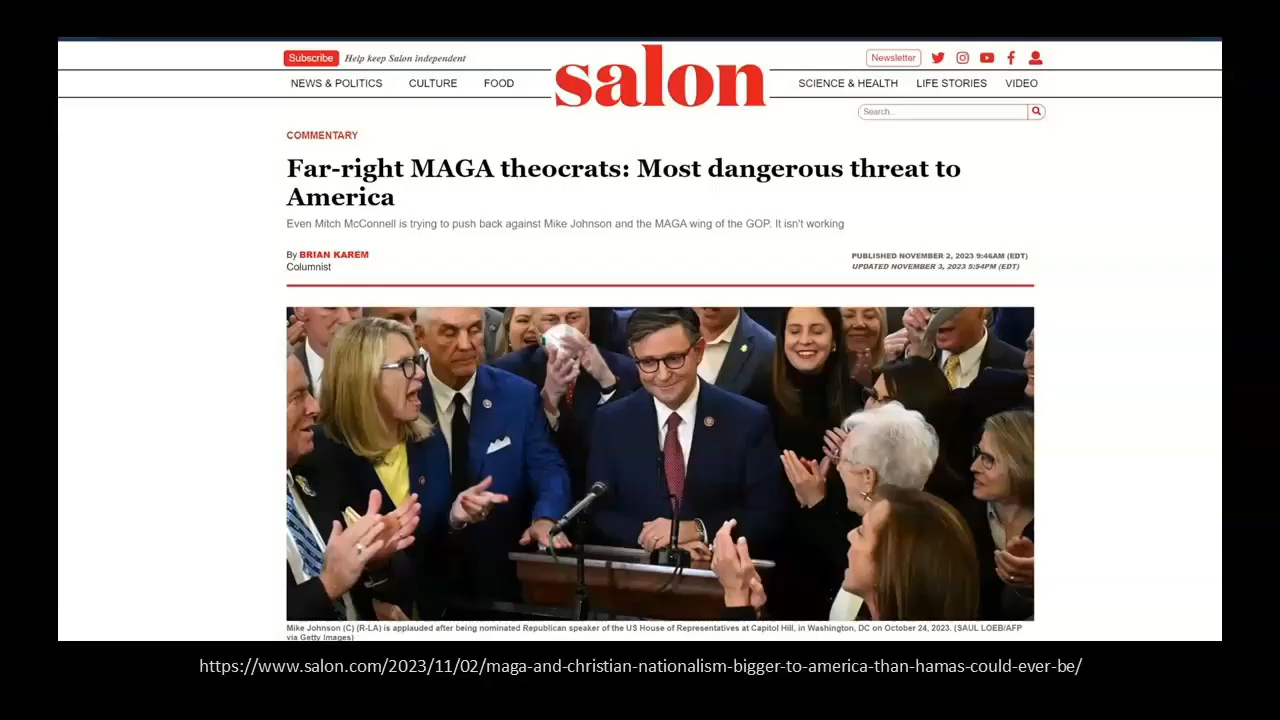 Subscribe Help keep Salon independent
Newsletter
salon
NEWS & POLITICS CULTURE FOOD
SCIENCE & HEALTH LIFE STORIES VIDEO
Search...
COMMENTARY
Far-right MAGA theocrats: Most dangerous threat to
America
Even Mitch McConnell is trying to push back against Mike Johnson and the MAGA wing of the GOP. It isn't working
By BRIAN KAREM
Columnist
PUBLISHED NOVEMBER 2, 2023 9:46AM (EDT)
UPDATED NOVEMBER 3, 2023 5:54PM (EDT)
Mike Johnson (C) (R-LA) is applauded after being nominated Republican speaker of the US House of Representatives at Capitol Hill, in Washington, DC on October 24, 2023. (SAUL LOEB/AFP
via Getty Images)
https://www.salon.com/2023/11/02/maga-and-christian-nationalism-bigger-to-america-than-hamas-could-ever-be/